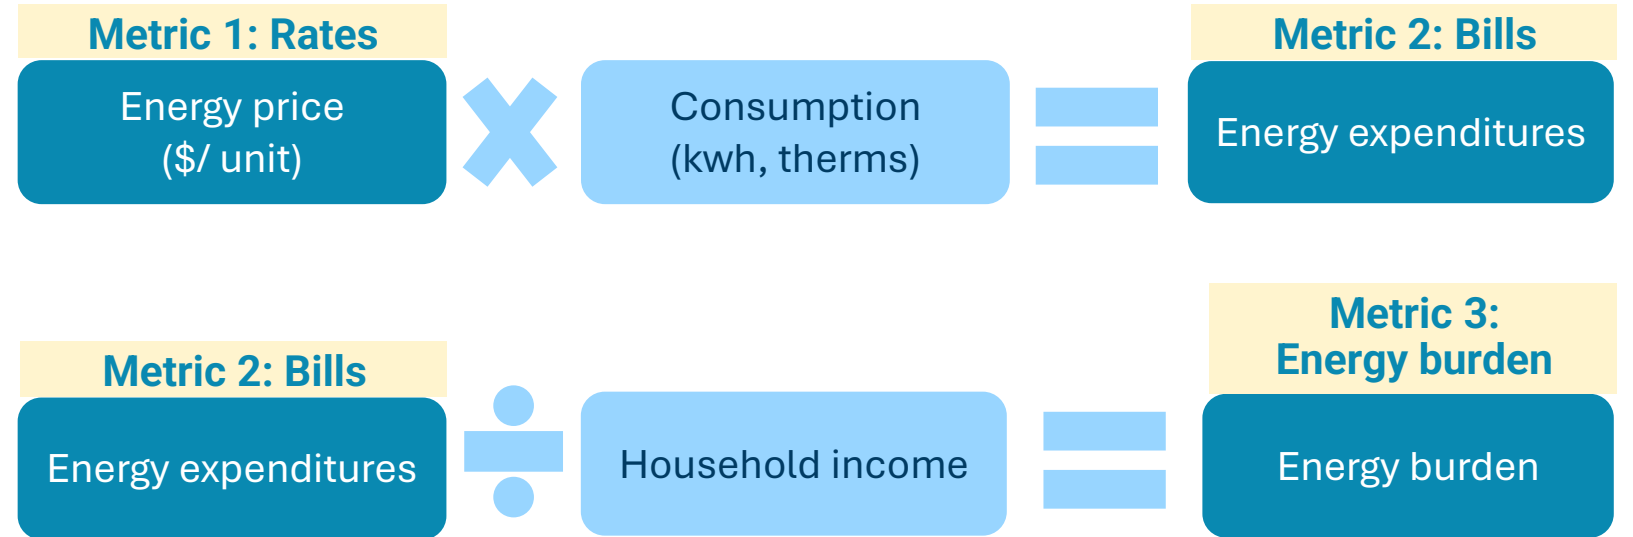 Metric 1: Rates
Energy price
($/ unit)
Consumption
(kwh, therms)
Metric 2: Bills
Energy expenditures
Metric 2: Bills
Energy expenditures
Household income
Metric 3:
Energy burden
Energy burden